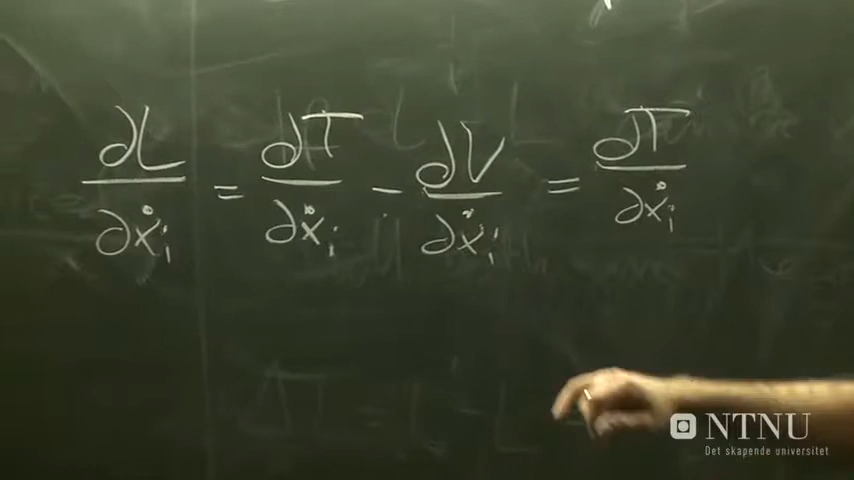 ∂L/∂ẋᵢ = ∂T/∂ẋᵢ - ∂V/∂ẋᵢ = ∂T/∂ẋᵢ
NTNU
Det skapende universitet